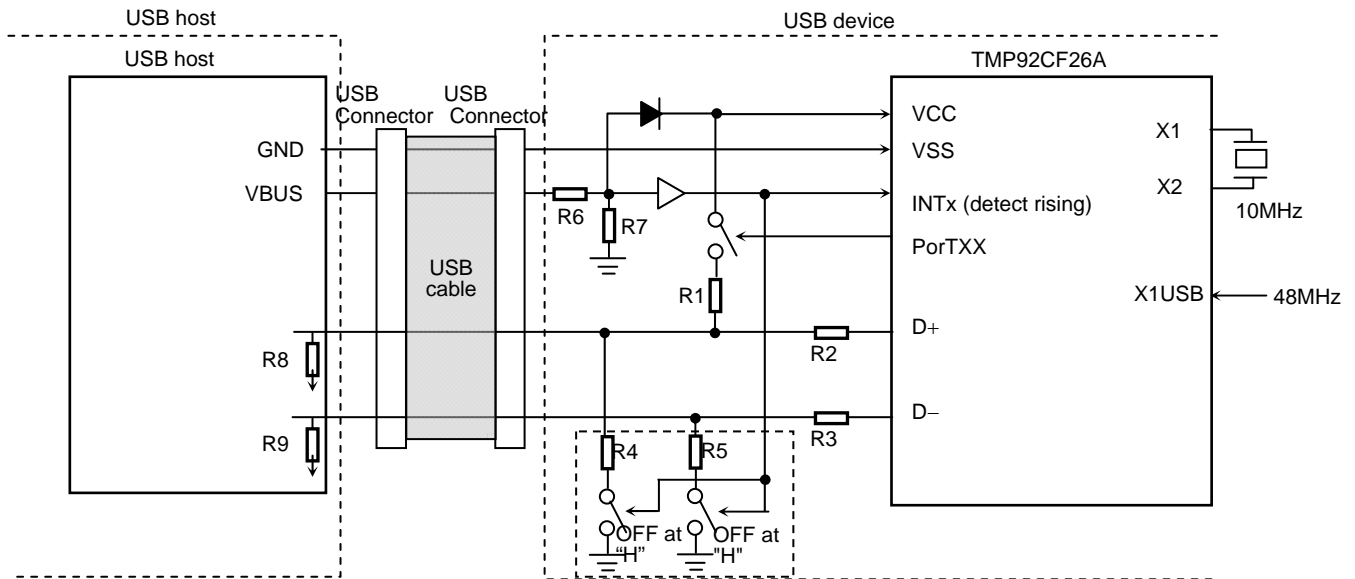 USB host
USB device
USB host
TMP92CF26A
USB
Connector
USB
Connector
VCC
X1
GND
VSS
VBUS
X2
INTx (detect rising)
R6
R7
10MHz
PorTXX
USB
cable
R1
X1USB
48MHz
D+
R8
R2
D−
R9
R3
R4
R5
OFF at
"H"
OFF at
"H"